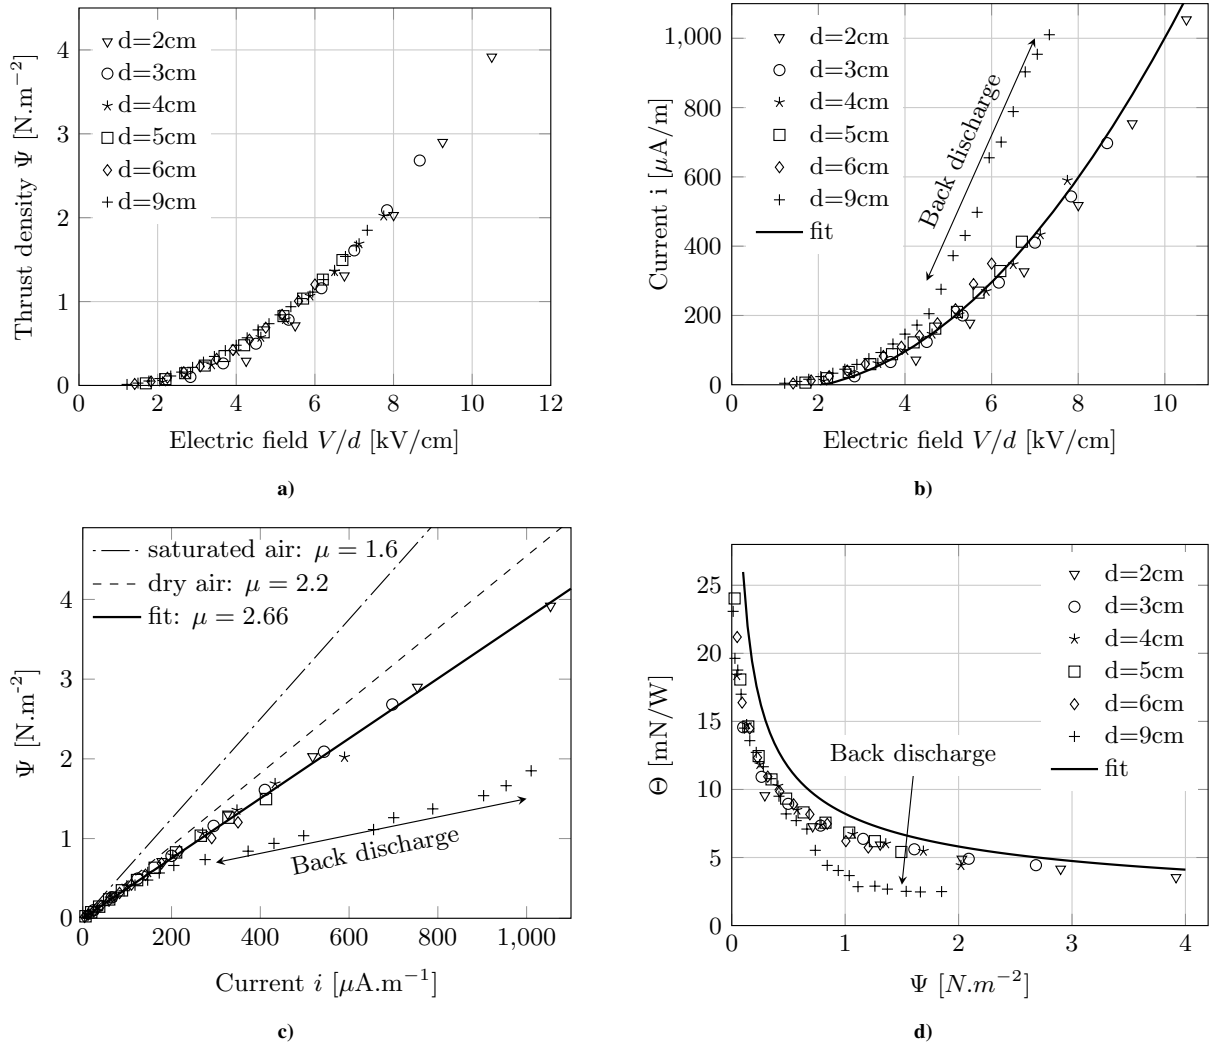 Thrust density Ψ [N.m⁻²]
4
3
2
1
0
d=2cm
d=3cm
d=4cm
d=5cm
d=6cm
d=9cm
0 2 4 6 8 10 12
Electric field V/d [kV/cm]
a)
Current i [μA/m]
1,000
800
600
400
200
0
d=2cm
d=3cm
d=4cm
d=5cm
d=6cm
d=9cm
fit
Back discharge
0 2 4 6 8 10
Electric field V/d [kV/cm]
b)
Ψ [N.m⁻²]
4
3
2
1
0
saturated air: μ = 1.6
dry air: μ = 2.2
fit: μ = 2.66
Back discharge
0 200 400 600 800 1,000
Current i [μA.m⁻¹]
c)
Θ [mN/W]
25
20
15
10
5
0
d=2cm
d=3cm
d=4cm
d=5cm
d=6cm
d=9cm
fit
Back discharge
0 1 2 3 4
Ψ [N.m⁻²]
d)